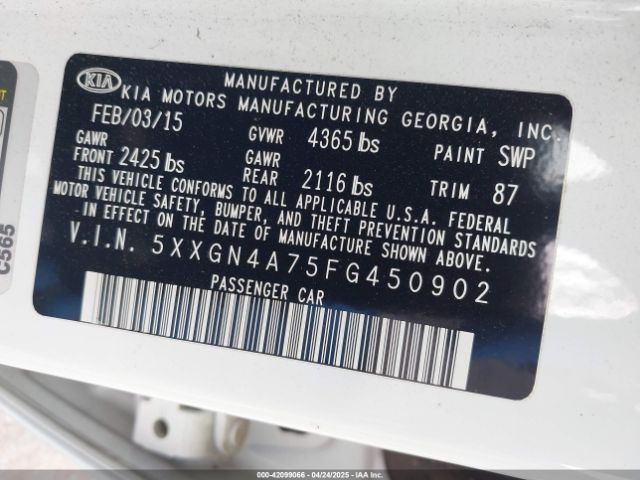 KIA
MANUFACTURED BY
KIA MOTORS MANUFACTURING GEORGIA, INC.
FEB/03/15 GVWR 4365 lbs PAINT SWP
GAWR FRONT 2425 lbs GAWR REAR 2116 lbs TRIM 87
THIS VEHICLE CONFORMS TO ALL APPLICABLE U.S.A. FEDERAL
MOTOR VEHICLE SAFETY, BUMPER, AND THEFT PREVENTION STANDARDS
IN EFFECT ON THE DATE OF MANUFACTURE SHOWN ABOVE.
V.I.N. 5XXGN4A75FG450902
PASSENGER CAR
C565
000-42099066 - 04/24/2025 - IAAI.COM